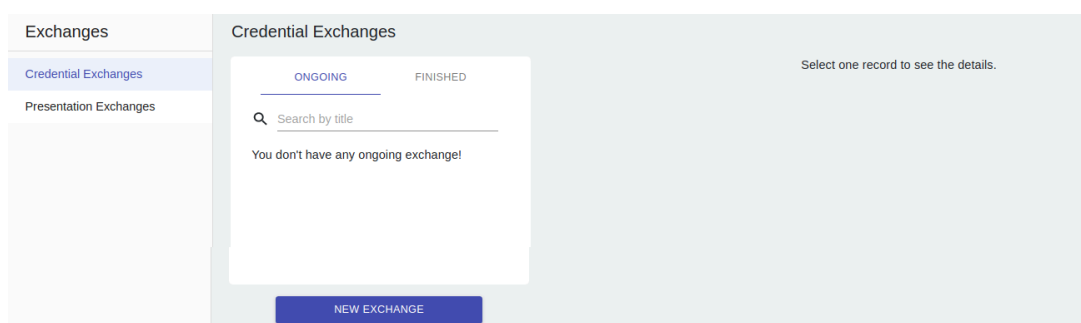 Exchanges
Credential Exchanges
Presentation Exchanges
Credential Exchanges
ONGOING
FINISHED
Search by title
You don't have any ongoing exchange!
NEW EXCHANGE
Select one record to see the details.